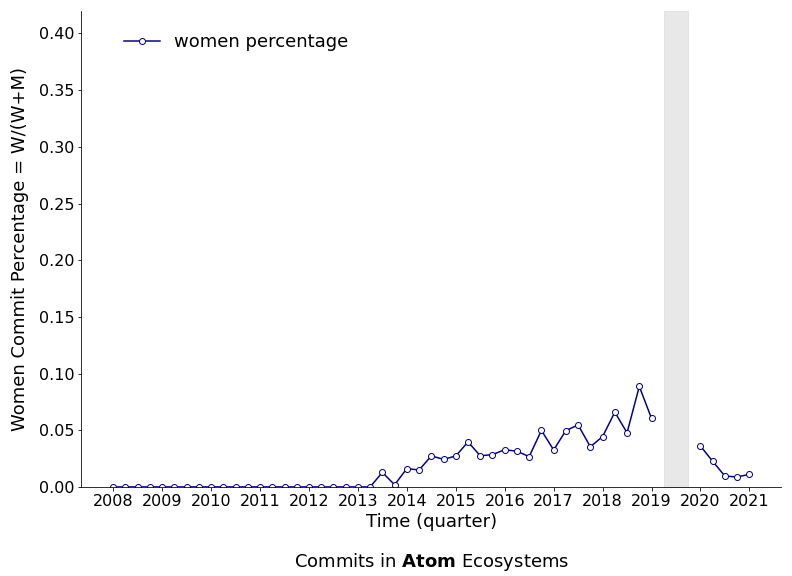 women percentage
Women Commit Percentage = W/(W+M)
0.40
0.35
0.30
0.25
0.20
0.15
0.10
0.05
0.00
2008 2009 2010 2011 2012 2013 2014 2015 2016 2017 2018 2019 2020 2021
Time (quarter)
Commits in Atom Ecosystems